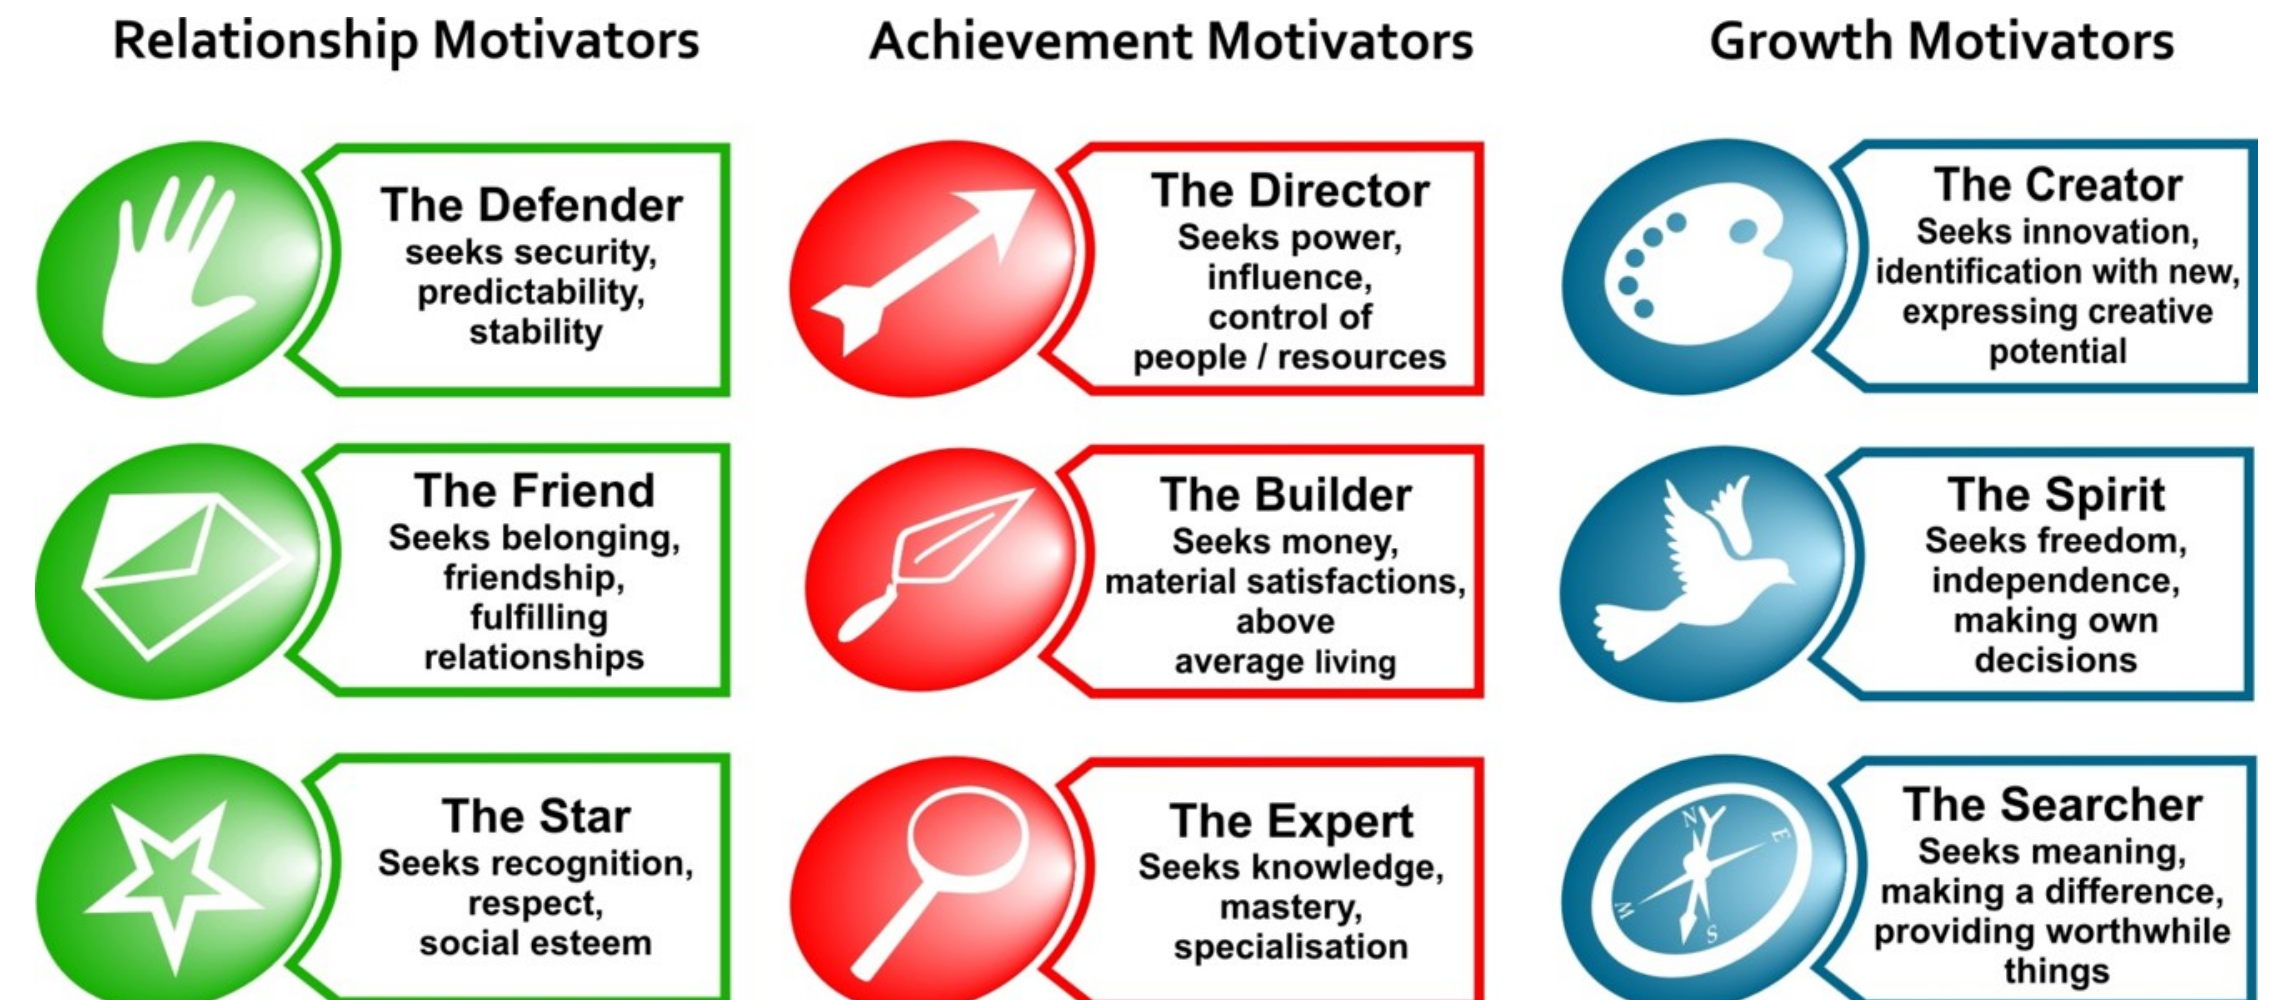 Relationship Motivators
The Defender
seeks security,
predictability,
stability
The Friend
Seeks belonging,
friendship,
fulfilling
relationships
The Star
Seeks recognition,
respect,
social esteem
Achievement Motivators
The Director
Seeks power,
influence,
control of
people / resources
The Builder
Seeks money,
material satisfactions,
above
average living
The Expert
Seeks knowledge,
mastery,
specialisation
Growth Motivators
The Creator
Seeks innovation,
identification with new,
expressing creative
potential
The Spirit
Seeks freedom,
independence,
making own
decisions
N
E
W
S
The Searcher
Seeks meaning,
making a difference,
providing worthwhile
things